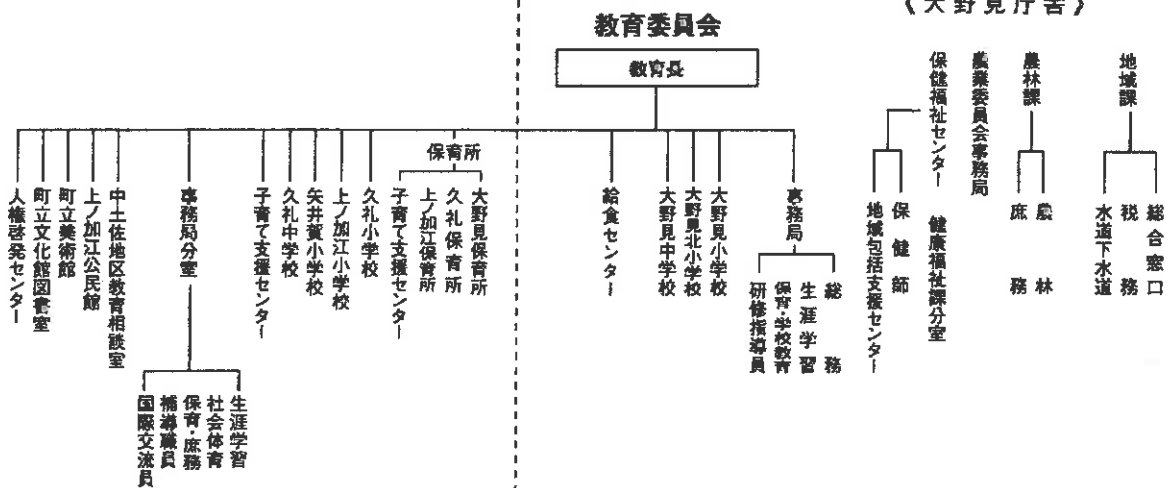 《大野見庁舎》
地域課
総合窓口
税務
水道下水道
農林課
農林
庶務
農業委員会事務局
保健福祉センター
健康福祉課分室
保健師
地域包括支援センター
教育委員会
教育長
事務局
総務
生涯学習
保育・学校教育
研修指導員
大野見小学校
大野見北小学校
大野見中学校
給食センター
保育所
大野見保育所
久礼保育所
上ノ加江保育所
子育て支援センター
久礼小学校
上ノ加江小学校
矢井賀小学校
久礼中学校
子育て支援センター
事務局分室
生涯学習
社会体育
保育・庶務
補導職員
国際交流員
中土佐地区教育相談室
上ノ加江公民館
町立美術館
町立文化館図書室
人権啓発センター